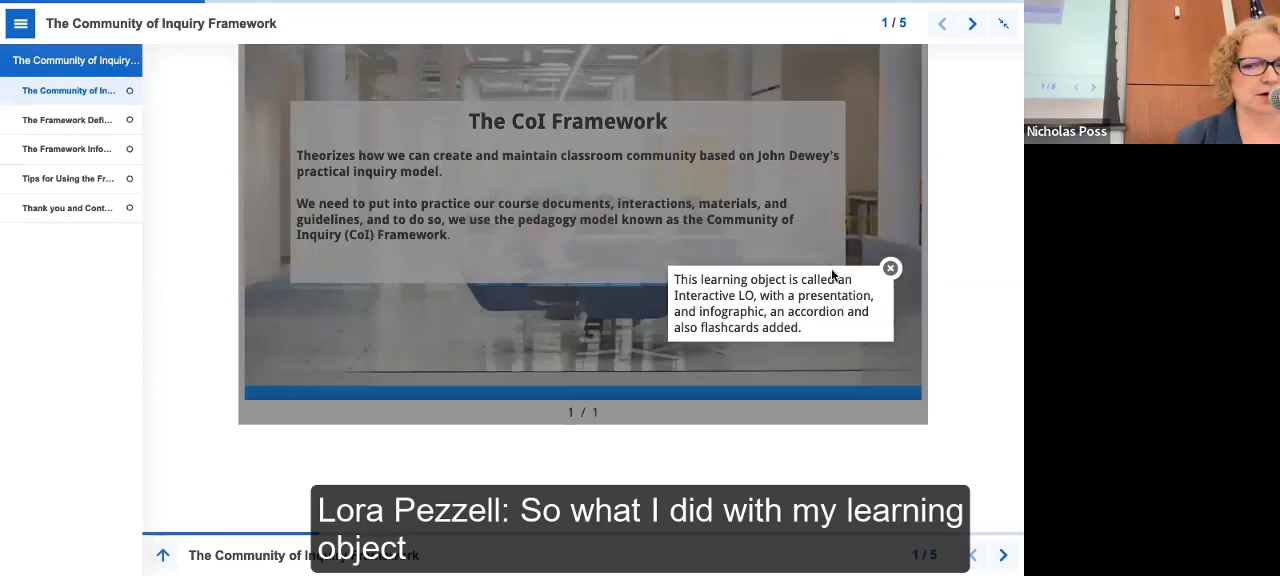 The Community of Inquiry Framework
1 / 5
The Community of Inquiry...
The Community of In...
The Framework Defi...
The Framework Info...
Tips for Using the Fr...
Thank you and Cont...
The CoI Framework
Theorizes how we can create and maintain classroom community based on John Dewey's
practical inquiry model.
We need to put into practice our course documents, interactions, materials, and
guidelines, and to do so, we use the pedagogy model known as the Community of
Inquiry (CoI) Framework.
This learning object is called an
Interactive LO, with a presentation,
and infographic, an accordion and
also flashcards added.
1 / 1
Lora Pezzell: So what I did with my learning
object
The Community of Inquiry Framework
1 / 5
1/5
Nicholas Poss